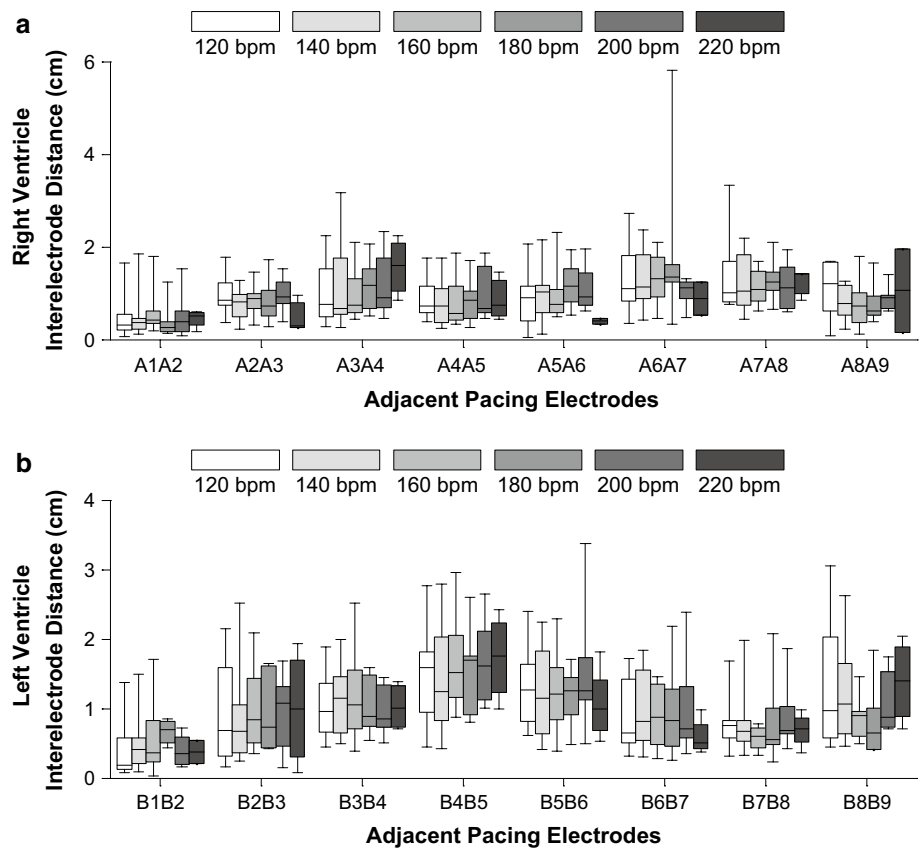 a
120 bpm 140 bpm 160 bpm 180 bpm 200 bpm 220 bpm
Right Ventricle
Interelectrode Distance (cm)
6
4
2
0
A1A2 A2A3 A3A4 A4A5 A5A6 A6A7 A7A8 A8A9
Adjacent Pacing Electrodes
b
120 bpm 140 bpm 160 bpm 180 bpm 200 bpm 220 bpm
Left Ventricle
Interelectrode Distance (cm)
4
3
2
1
0
B1B2 B2B3 B3B4 B4B5 B5B6 B6B7 B7B8 B8B9
Adjacent Pacing Electrodes